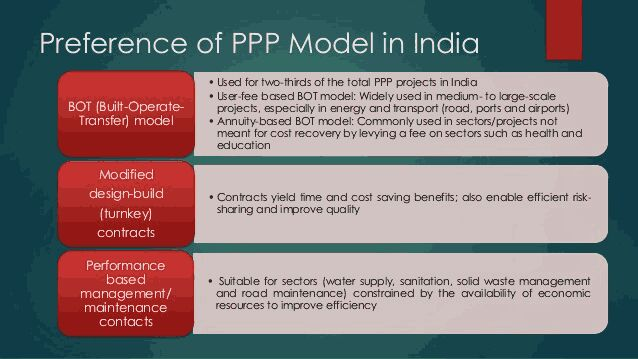 Preference of PPP Model in India
BOT (Built-Operate-
Transfer) model
• Used for two-thirds of the total PPP projects in India
• User-fee based BOT model: Widely used in medium- to large-scale
projects, especially in energy and transport (road, ports and airports)
• Annuity-based BOT model: Commonly used in sectors/projects not
meant for cost recovery by levying a fee on sectors such as health and
education
Modified
design-build
(turnkey)
contracts
• Contracts yield time and cost saving benefits; also enable efficient risk-
sharing and improve quality
Performance
based
management/
maintenance
contacts
• Suitable for sectors (water supply, sanitation, solid waste management
and road maintenance) constrained by the availability of economic
resources to improve efficiency